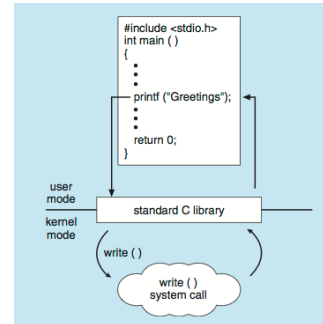 #include <stdio.h>
int main ( )
{
•
•
•
printf ("Greetings");
•
•
•
return 0;
}
user
mode
standard C library
kernel
mode
write ( )
write ( )
system call